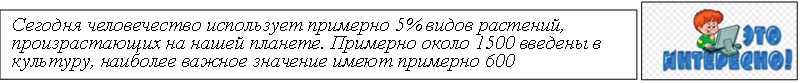 Сегодня человечество использует примерно 5% видов растений,
произрастающих на нашей планете. Примерно около 1500 введены в
культуру, наиболее важное значение имеют примерно 600
ЭТО
ИНТЕРЕСНО!